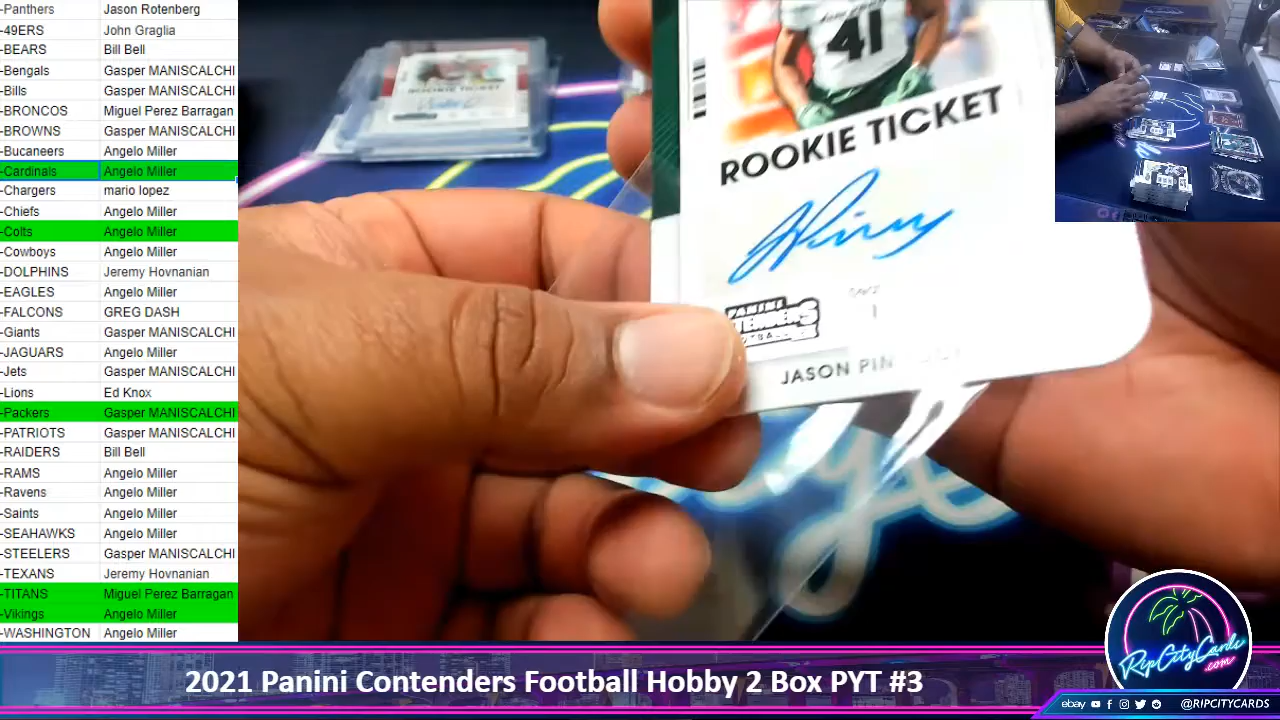 -Panthers Jason Rotenberg
-49ERS John Graglia
-BEARS Bill Bell
-Bengals Gasper MANISCALCHI
-Bills Gasper MANISCALCHI
-BRONCOS Miguel Perez Barragan
-BROWNS Gasper MANISCALCHI
-Bucaneers Angelo Miller
-Cardinals Angelo Miller
-Chargers mario lopez
-Chiefs Angelo Miller
-Colts Angelo Miller
-Cowboys Angelo Miller
-DOLPHINS Jeremy Hovnanian
-EAGLES Angelo Miller
-FALCONS GREG DASH
-Giants Gasper MANISCALCHI
-JAGUARS Angelo Miller
-Jets Gasper MANISCALCHI
-Lions Ed Knox
-Packers Gasper MANISCALCHI
-PATRIOTS Gasper MANISCALCHI
-RAIDERS Bill Bell
-RAMS Angelo Miller
-Ravens Angelo Miller
-Saints Angelo Miller
-SEAHAWKS Angelo Miller
-STEELERS Gasper MANISCALCHI
-TEXANS Jeremy Hovnanian
-TITANS Miguel Perez Barragan
-Vikings Angelo Miller
-WASHINGTON Angelo Miller
ROOKIE TICKET
41
ROOKIE TICKET
PANINI
JASON PIN
RipCityCards
.com
2021 Panini Contenders Football Hobby 2 Box PYT #3
ebay @RIPCITYCARDS